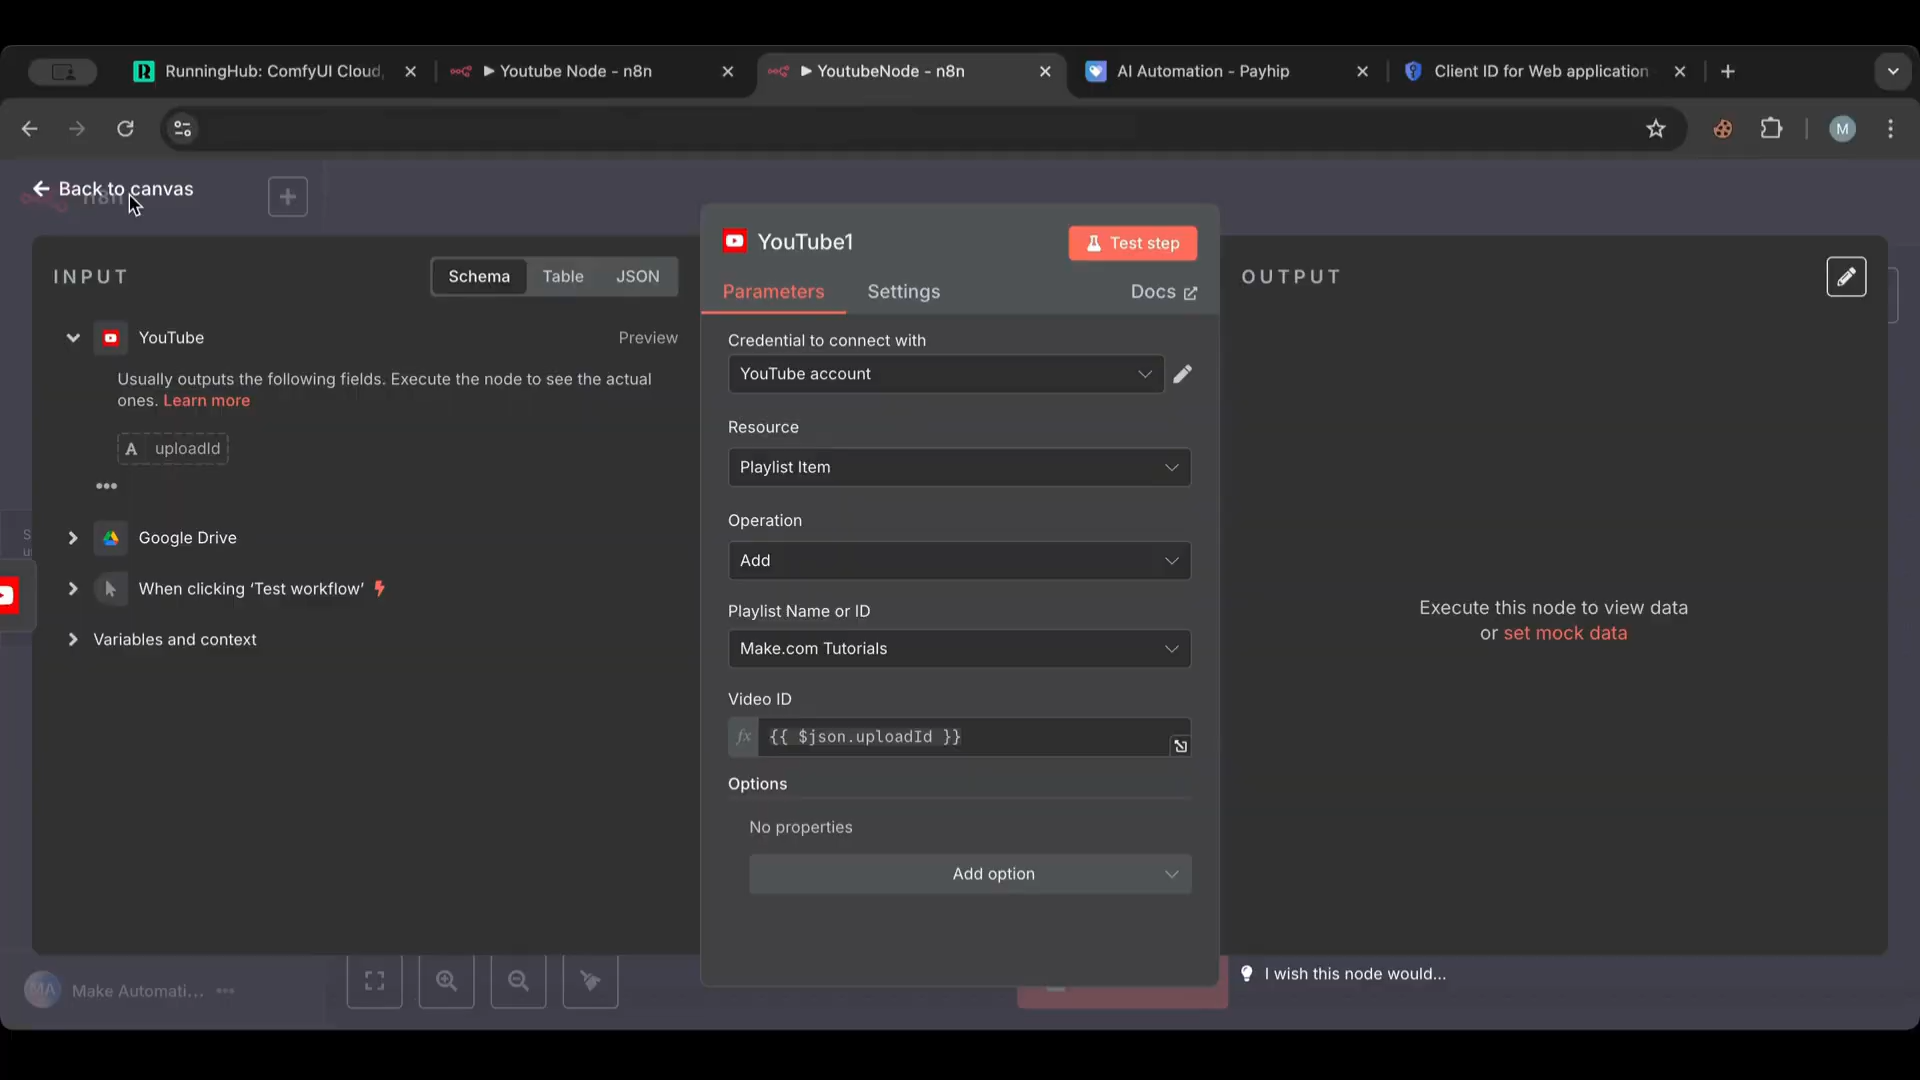 RunningHub: ComfyUI Cloud,
Youtube Node - n8n
YoutubeNode - n8n
AI Automation - Payhip
Client ID for Web application
M
Back to canvas
n8n
INPUT
Schema
Table
JSON
YouTube
Preview
Usually outputs the following fields. Execute the node to see the actual
ones. Learn more
A uploadId
Google Drive
When clicking ‘Test workflow’
Variables and context
YouTube1
Test step
Parameters
Settings
Docs
Credential to connect with
YouTube account
Resource
Playlist Item
Operation
Add
Playlist Name or ID
Make.com Tutorials
Video ID
fx {{ $json.uploadId }}
Options
No properties
Add option
OUTPUT
Execute this node to view data
or set mock data
I wish this node would...
MA Make Automati...